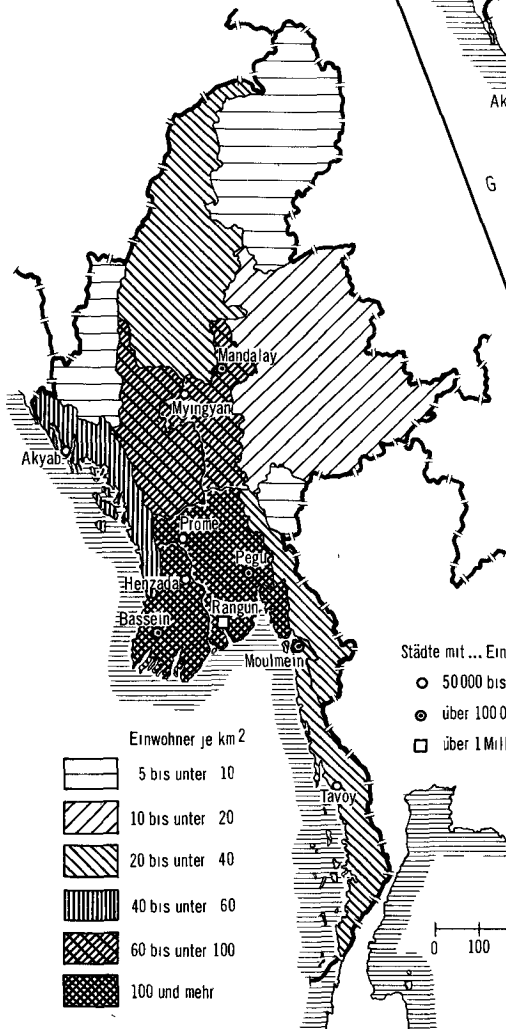 Ak
G
Mandalay
Myingyan
Akyab
Prome
Pegu
Henzada
Rangun
Bassein
Moulmein
Städte mit ... Ein
50 000 bis
über 100 0
über 1 Mill
Einwohner je km2
5 bis unter 10
10 bis unter 20
20 bis unter 40
40 bis unter 60
60 bis unter 100
100 und mehr
Tavoy
0 100